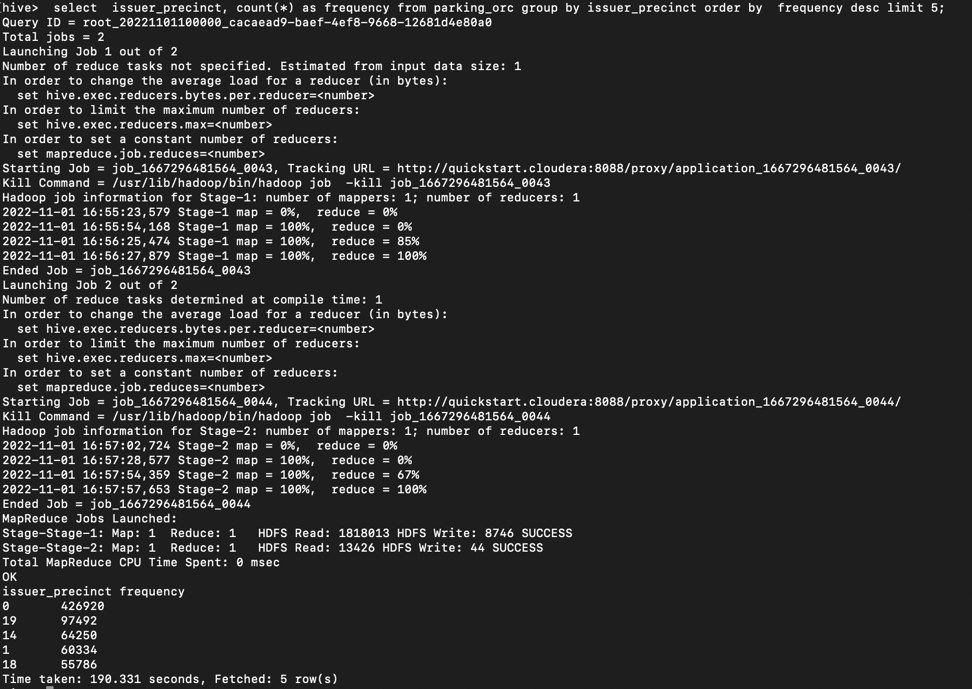 [hive>  select  issuer_precinct, count(*) as frequency from parking_orc group by issuer_precinct order by  frequency desc limit 5;
Query ID = root_20221101100000_cacaead9-baef-4ef8-9668-12681d4e80a0
Total jobs = 2
Launching Job 1 out of 2
Number of reduce tasks not specified. Estimated from input data size: 1
In order to change the average load for a reducer (in bytes):
  set hive.exec.reducers.bytes.per.reducer=<number>
In order to limit the maximum number of reducers:
  set hive.exec.reducers.max=<number>
In order to set a constant number of reducers:
  set mapreduce.job.reduces=<number>
Starting Job = job_1667296481564_0043, Tracking URL = http://quickstart.cloudera:8088/proxy/application_1667296481564_0043/
Kill Command = /usr/lib/hadoop/bin/hadoop job  -kill job_1667296481564_0043
Hadoop job information for Stage-1: number of mappers: 1; number of reducers: 1
2022-11-01 16:55:23,579 Stage-1 map = 0%,  reduce = 0%
2022-11-01 16:55:54,168 Stage-1 map = 100%,  reduce = 0%
2022-11-01 16:56:25,474 Stage-1 map = 100%,  reduce = 85%
2022-11-01 16:56:27,879 Stage-1 map = 100%,  reduce = 100%
Ended Job = job_1667296481564_0043
Launching Job 2 out of 2
Number of reduce tasks determined at compile time: 1
In order to change the average load for a reducer (in bytes):
  set hive.exec.reducers.bytes.per.reducer=<number>
In order to limit the maximum number of reducers:
  set hive.exec.reducers.max=<number>
In order to set a constant number of reducers:
  set mapreduce.job.reduces=<number>
Starting Job = job_1667296481564_0044, Tracking URL = http://quickstart.cloudera:8088/proxy/application_1667296481564_0044/
Kill Command = /usr/lib/hadoop/bin/hadoop job  -kill job_1667296481564_0044
Hadoop job information for Stage-2: number of mappers: 1; number of reducers: 1
2022-11-01 16:57:02,724 Stage-2 map = 0%,  reduce = 0%
2022-11-01 16:57:28,577 Stage-2 map = 100%,  reduce = 0%
2022-11-01 16:57:54,359 Stage-2 map = 100%,  reduce = 67%
2022-11-01 16:57:57,653 Stage-2 map = 100%,  reduce = 100%
Ended Job = job_1667296481564_0044
MapReduce Jobs Launched:
Stage-Stage-1: Map: 1  Reduce: 1   HDFS Read: 1818013 HDFS Write: 8746 SUCCESS
Stage-Stage-2: Map: 1  Reduce: 1   HDFS Read: 13426 HDFS Write: 44 SUCCESS
Total MapReduce CPU Time Spent: 0 msec
OK
issuer_precinct frequency
0       426920
19      97492
14      64250
1       60334
18      55786
Time taken: 190.331 seconds, Fetched: 5 row(s)